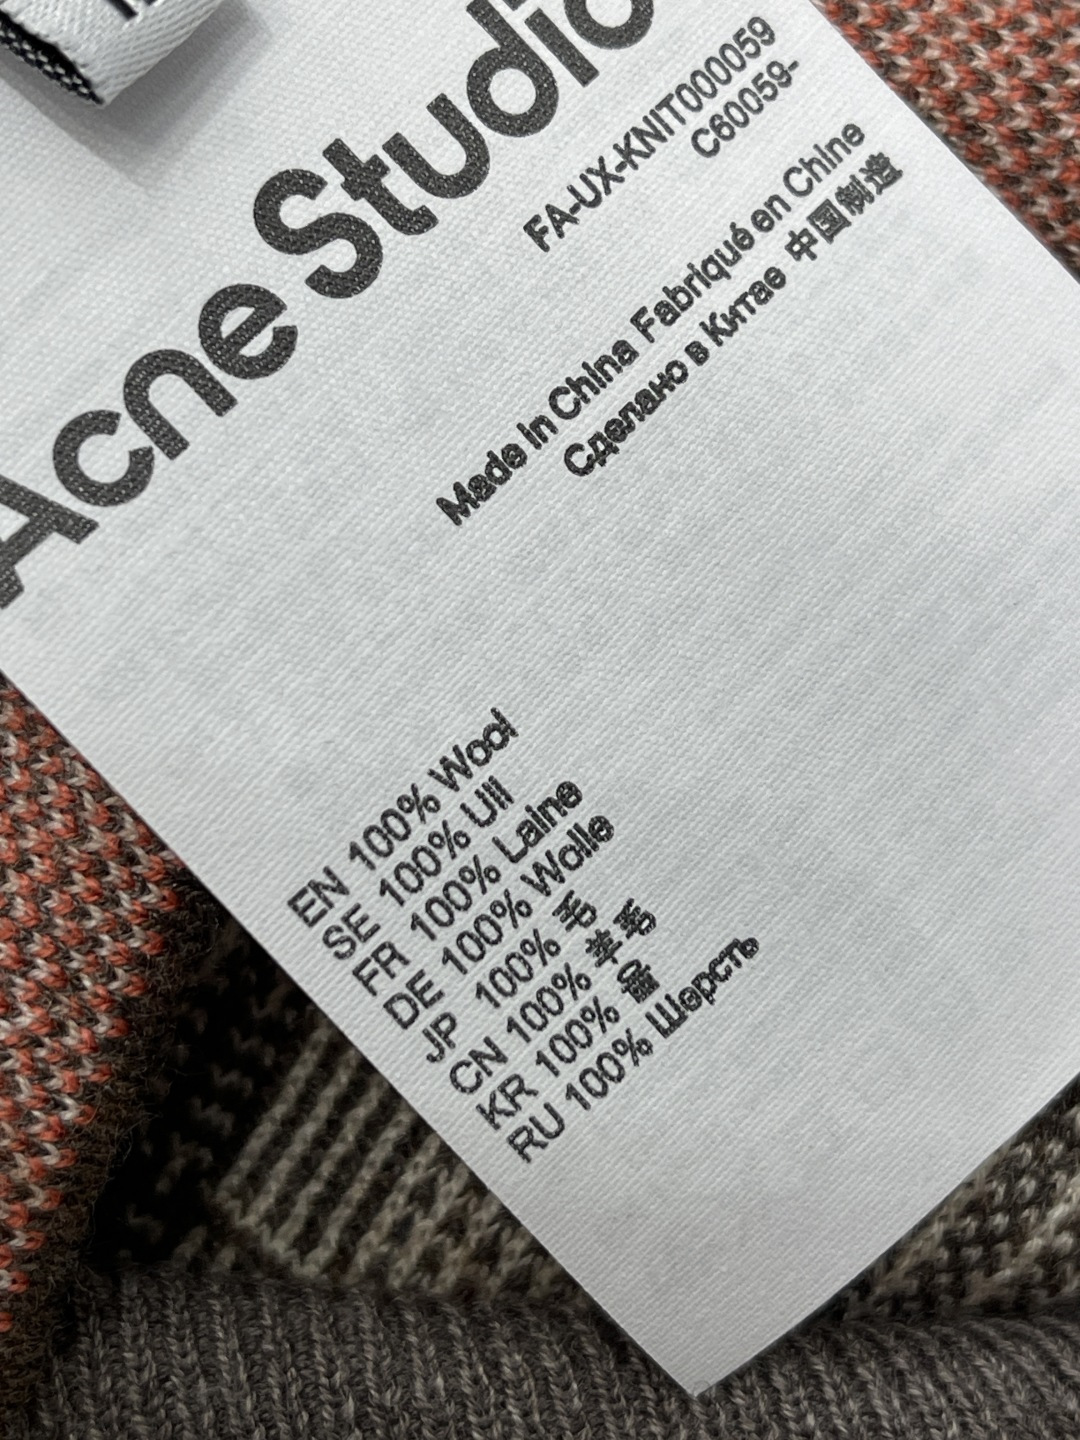 Acne Studio
FA-UX-KNIT000059
C60059-
Made in China Fabriqué en Chine
Сделано в Китае 中国制造
EN 100% Wool
SE 100% Ull
FR 100% Laine
DE 100% Wolle
JP 100% 毛
CN 100% 羊毛
KR 100% 울
RU 100% Шерсть